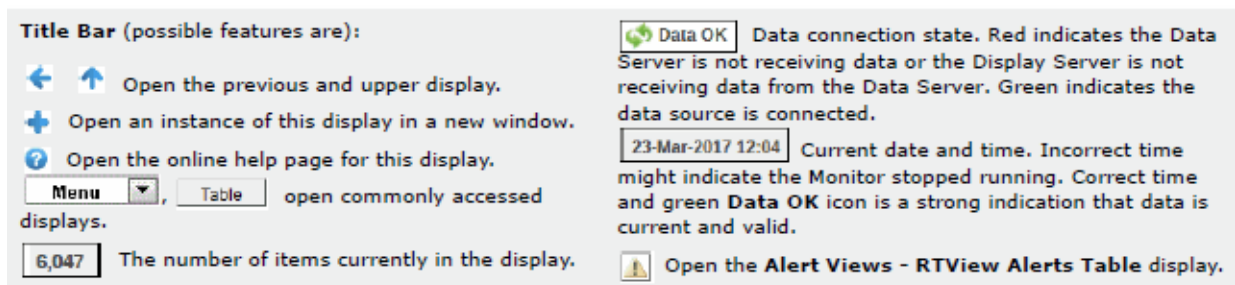 Title Bar (possible features are):
Open the previous and upper display.
Open an instance of this display in a new window.
? Open the online help page for this display.
Menu , Table open commonly accessed
displays.
6,047 The number of items currently in the display.
Data OK Data connection state. Red indicates the Data
Server is not receiving data or the Display Server is not
receiving data from the Data Server. Green indicates the
data source is connected.
23-Mar-2017 12:04 Current date and time. Incorrect time
might indicate the Monitor stopped running. Correct time
and green Data OK icon is a strong indication that data is
current and valid.
Open the Alert Views - RTView Alerts Table display.